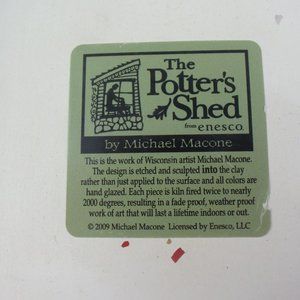 The
Potter's
Shed
from enesco.
by Michael Macone
This is the work of Wisconsin artist Michael Macone.
The design is etched and sculpted into the clay
rather than just applied to the surface and all colors are
hand glazed. Each piece is kiln fired twice to nearly
2000 degrees, resulting in a fade proof, weather proof
work of art that will last a lifetime indoors or out.
© 2009 Michael Macone Licensed by Enesco, LLC